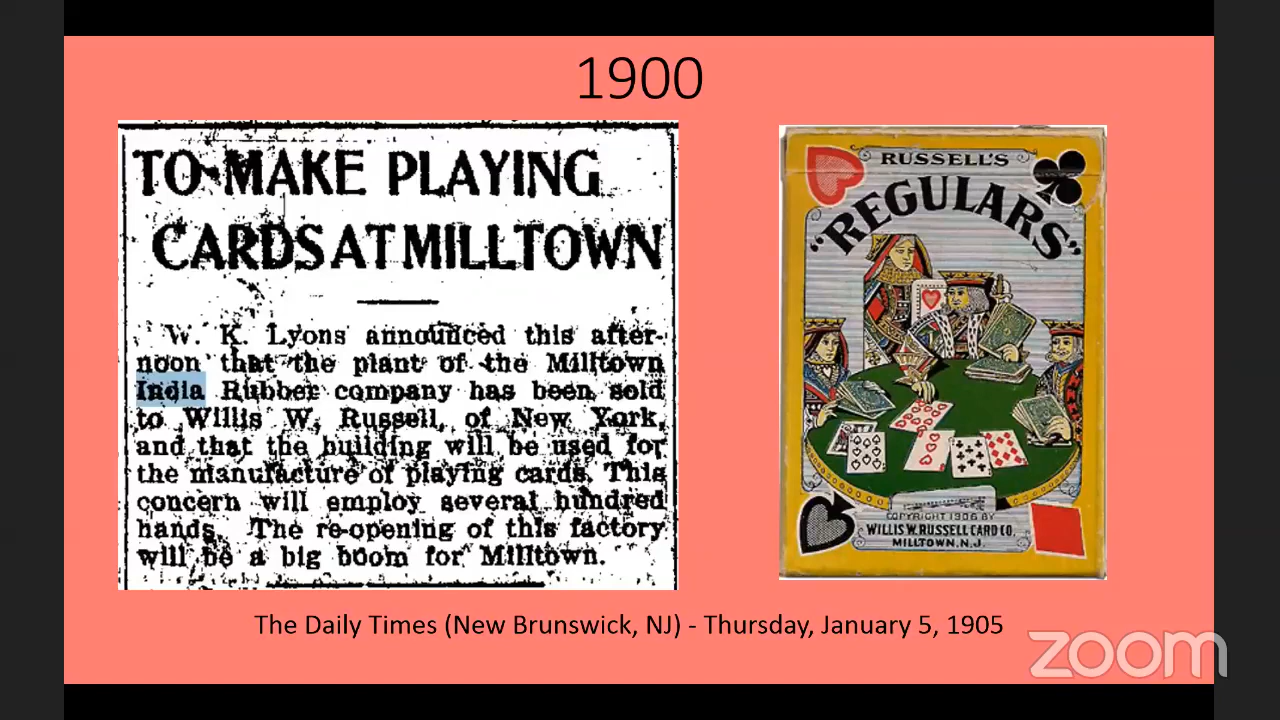 1900
TO MAKE PLAYING
CARDS AT MILLTOWN
W. K. Lyons announced this after-
noon that the plant of the Milltown
India Rubber company has been sold
to Willis W. Russell, of New York,
and that the building will be used for
the manufacture of playing cards. This
concern will employ several hundred
hands. The re-opening of this factory
will be a big boom for Milltown.
RUSSELL'S
"REGULARS"
COPYRIGHT 1906 BY
WILLIS W. RUSSELL CARD CO.
MILLTOWN, N.J.
The Daily Times (New Brunswick, NJ) - Thursday, January 5, 1905
zoom